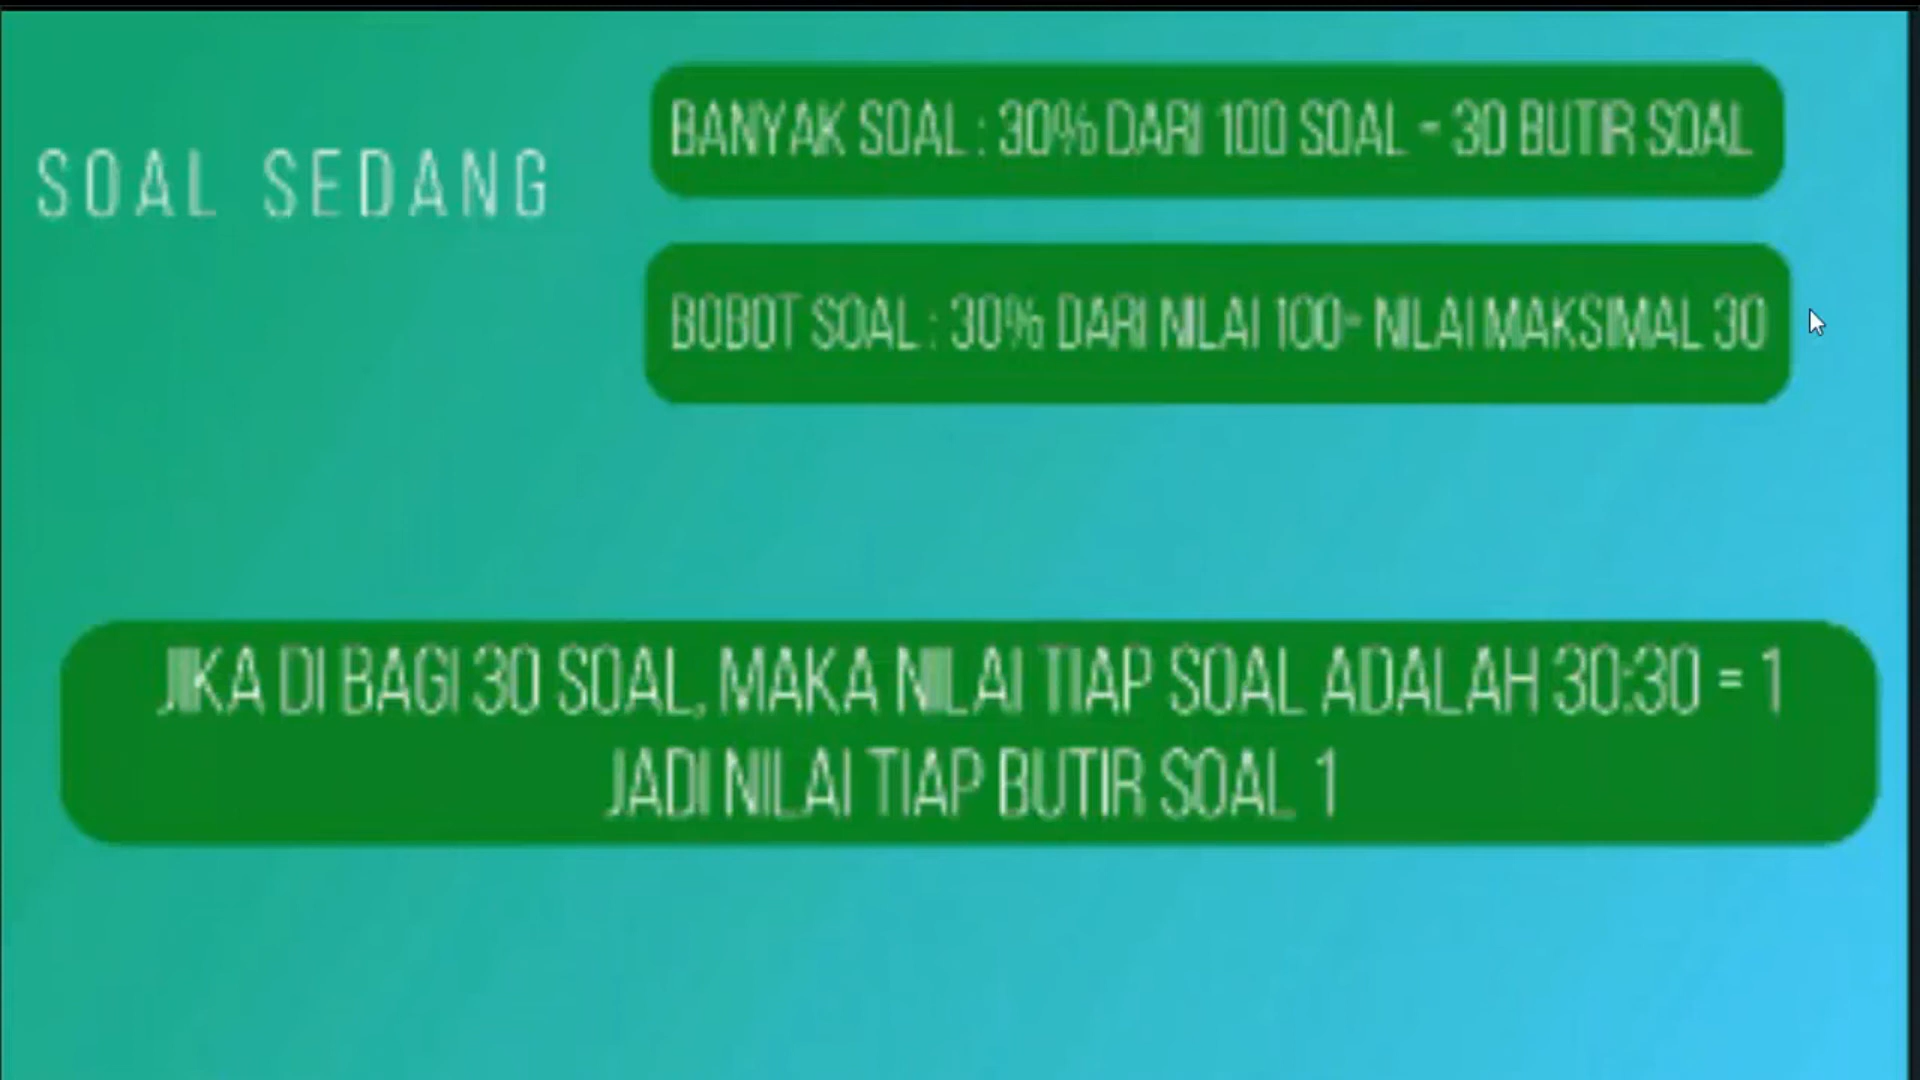 SOAL SEDANG
BANYAK SOAL : 30% DARI 100 SOAL = 30 BUTIR SOAL
BOBOT SOAL : 30% DARI NILAI 100= NILAI MAKSIMAL 30
JIKA DI BAGI 30 SOAL, MAKA NILAI TIAP SOAL ADALAH 30:30 = 1
JADI NILAI TIAP BUTIR SOAL 1